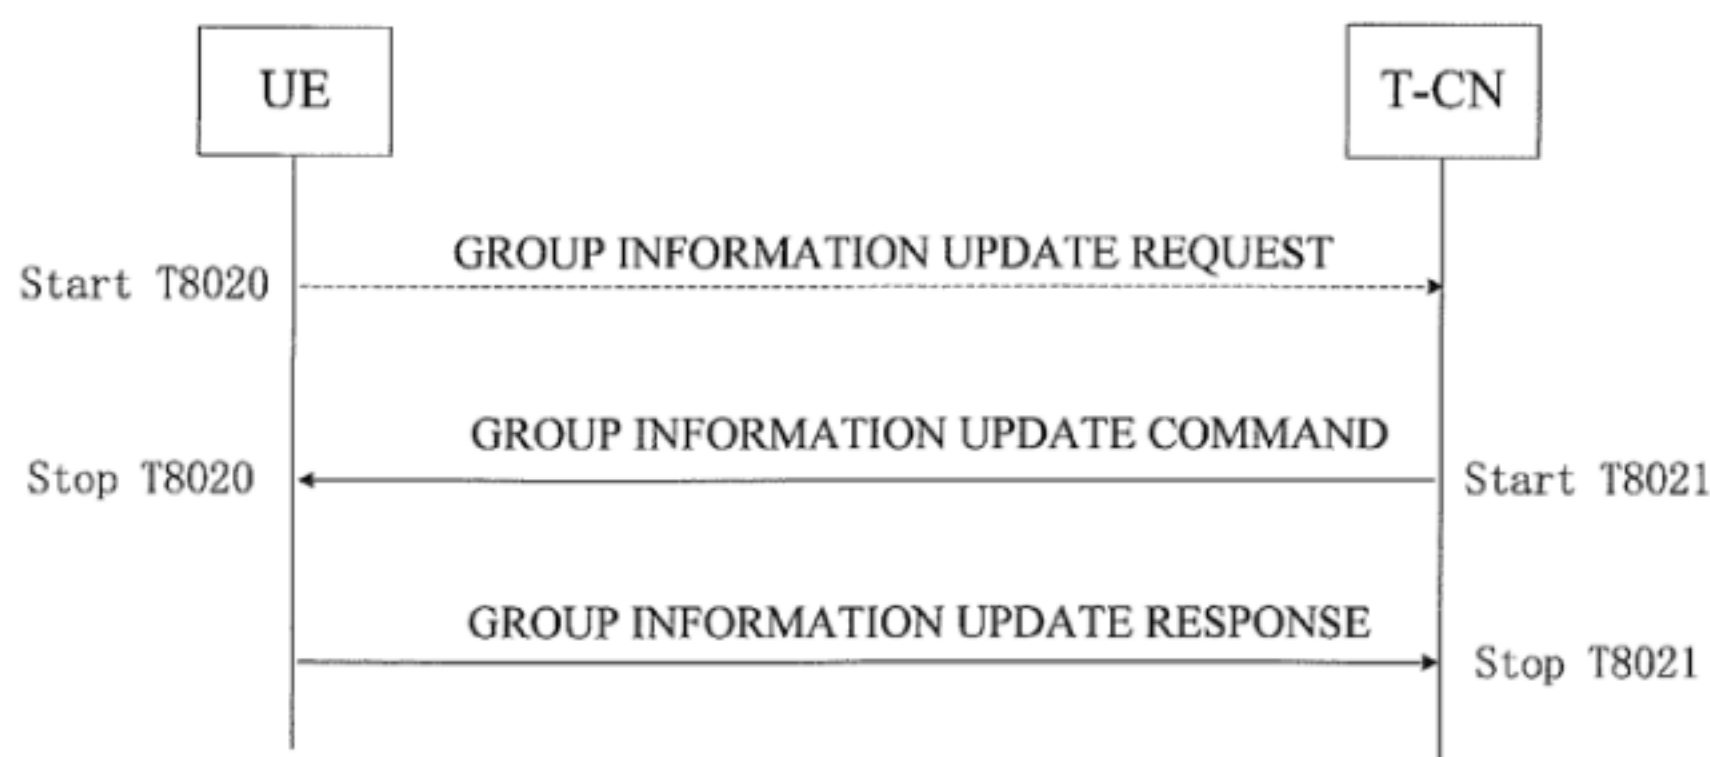 UE
T-CN
GROUP INFORMATION UPDATE REQUEST
Start T8020
GROUP INFORMATION UPDATE COMMAND
Stop T8020
Start T8021
GROUP INFORMATION UPDATE RESPONSE
Stop T8021